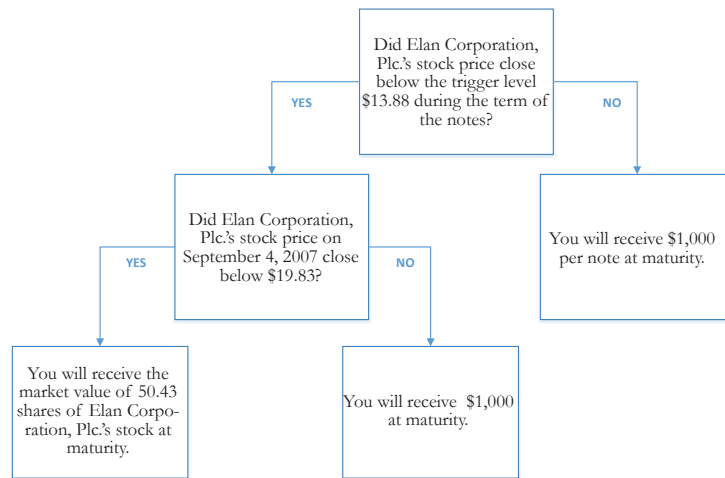 Did Elan Corporation,
Plc.'s stock price close
below the trigger level
$13.88 during the term of
the notes?
YES
NO
Did Elan Corporation,
Plc.'s stock price on
September 4, 2007 close
below $19.83?
You will receive $1,000
per note at maturity.
YES
NO
You will receive the
market value of 50.43
shares of Elan Corpo-
ration, Plc.'s stock at
maturity.
You will receive $1,000
at maturity.